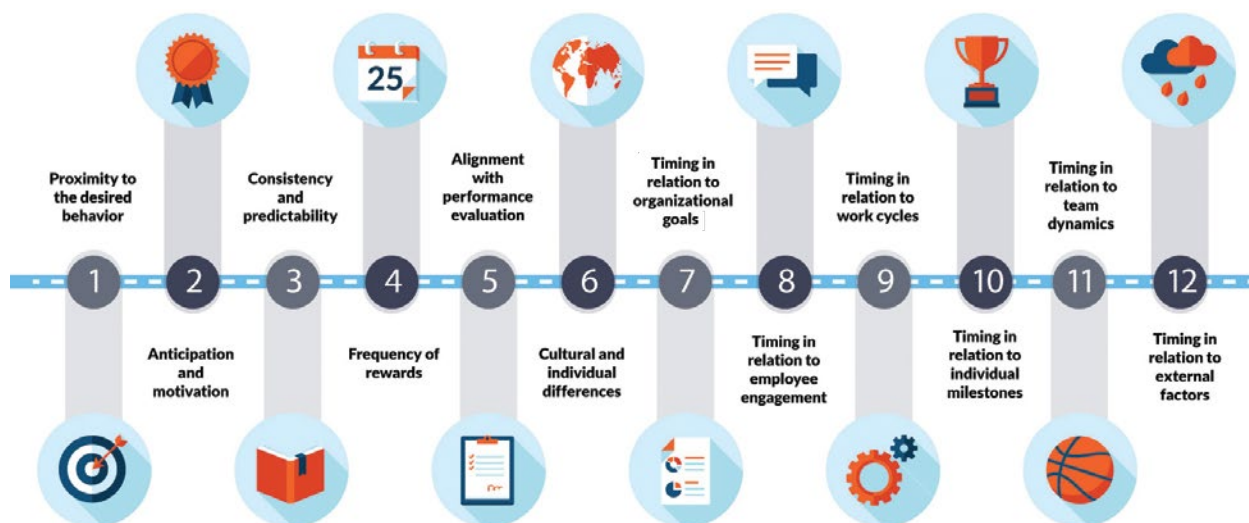 25
Proximity to
the desired
behavior
Consistency
and
predictability
Alignment
with
performance
evaluation
Timing in
relation to
organizational
goals
Timing in
relation to
work cycles
Timing in
relation to
team
dynamics
1
2
3
4
5
6
7
8
9
10
11
12
Anticipation
and
motivation
Frequency of
rewards
Cultural and
individual
differences
Timing in
relation to
employee
engagement
Timing in
relation to
individual
milestones
Timing in
relation to
external
factors